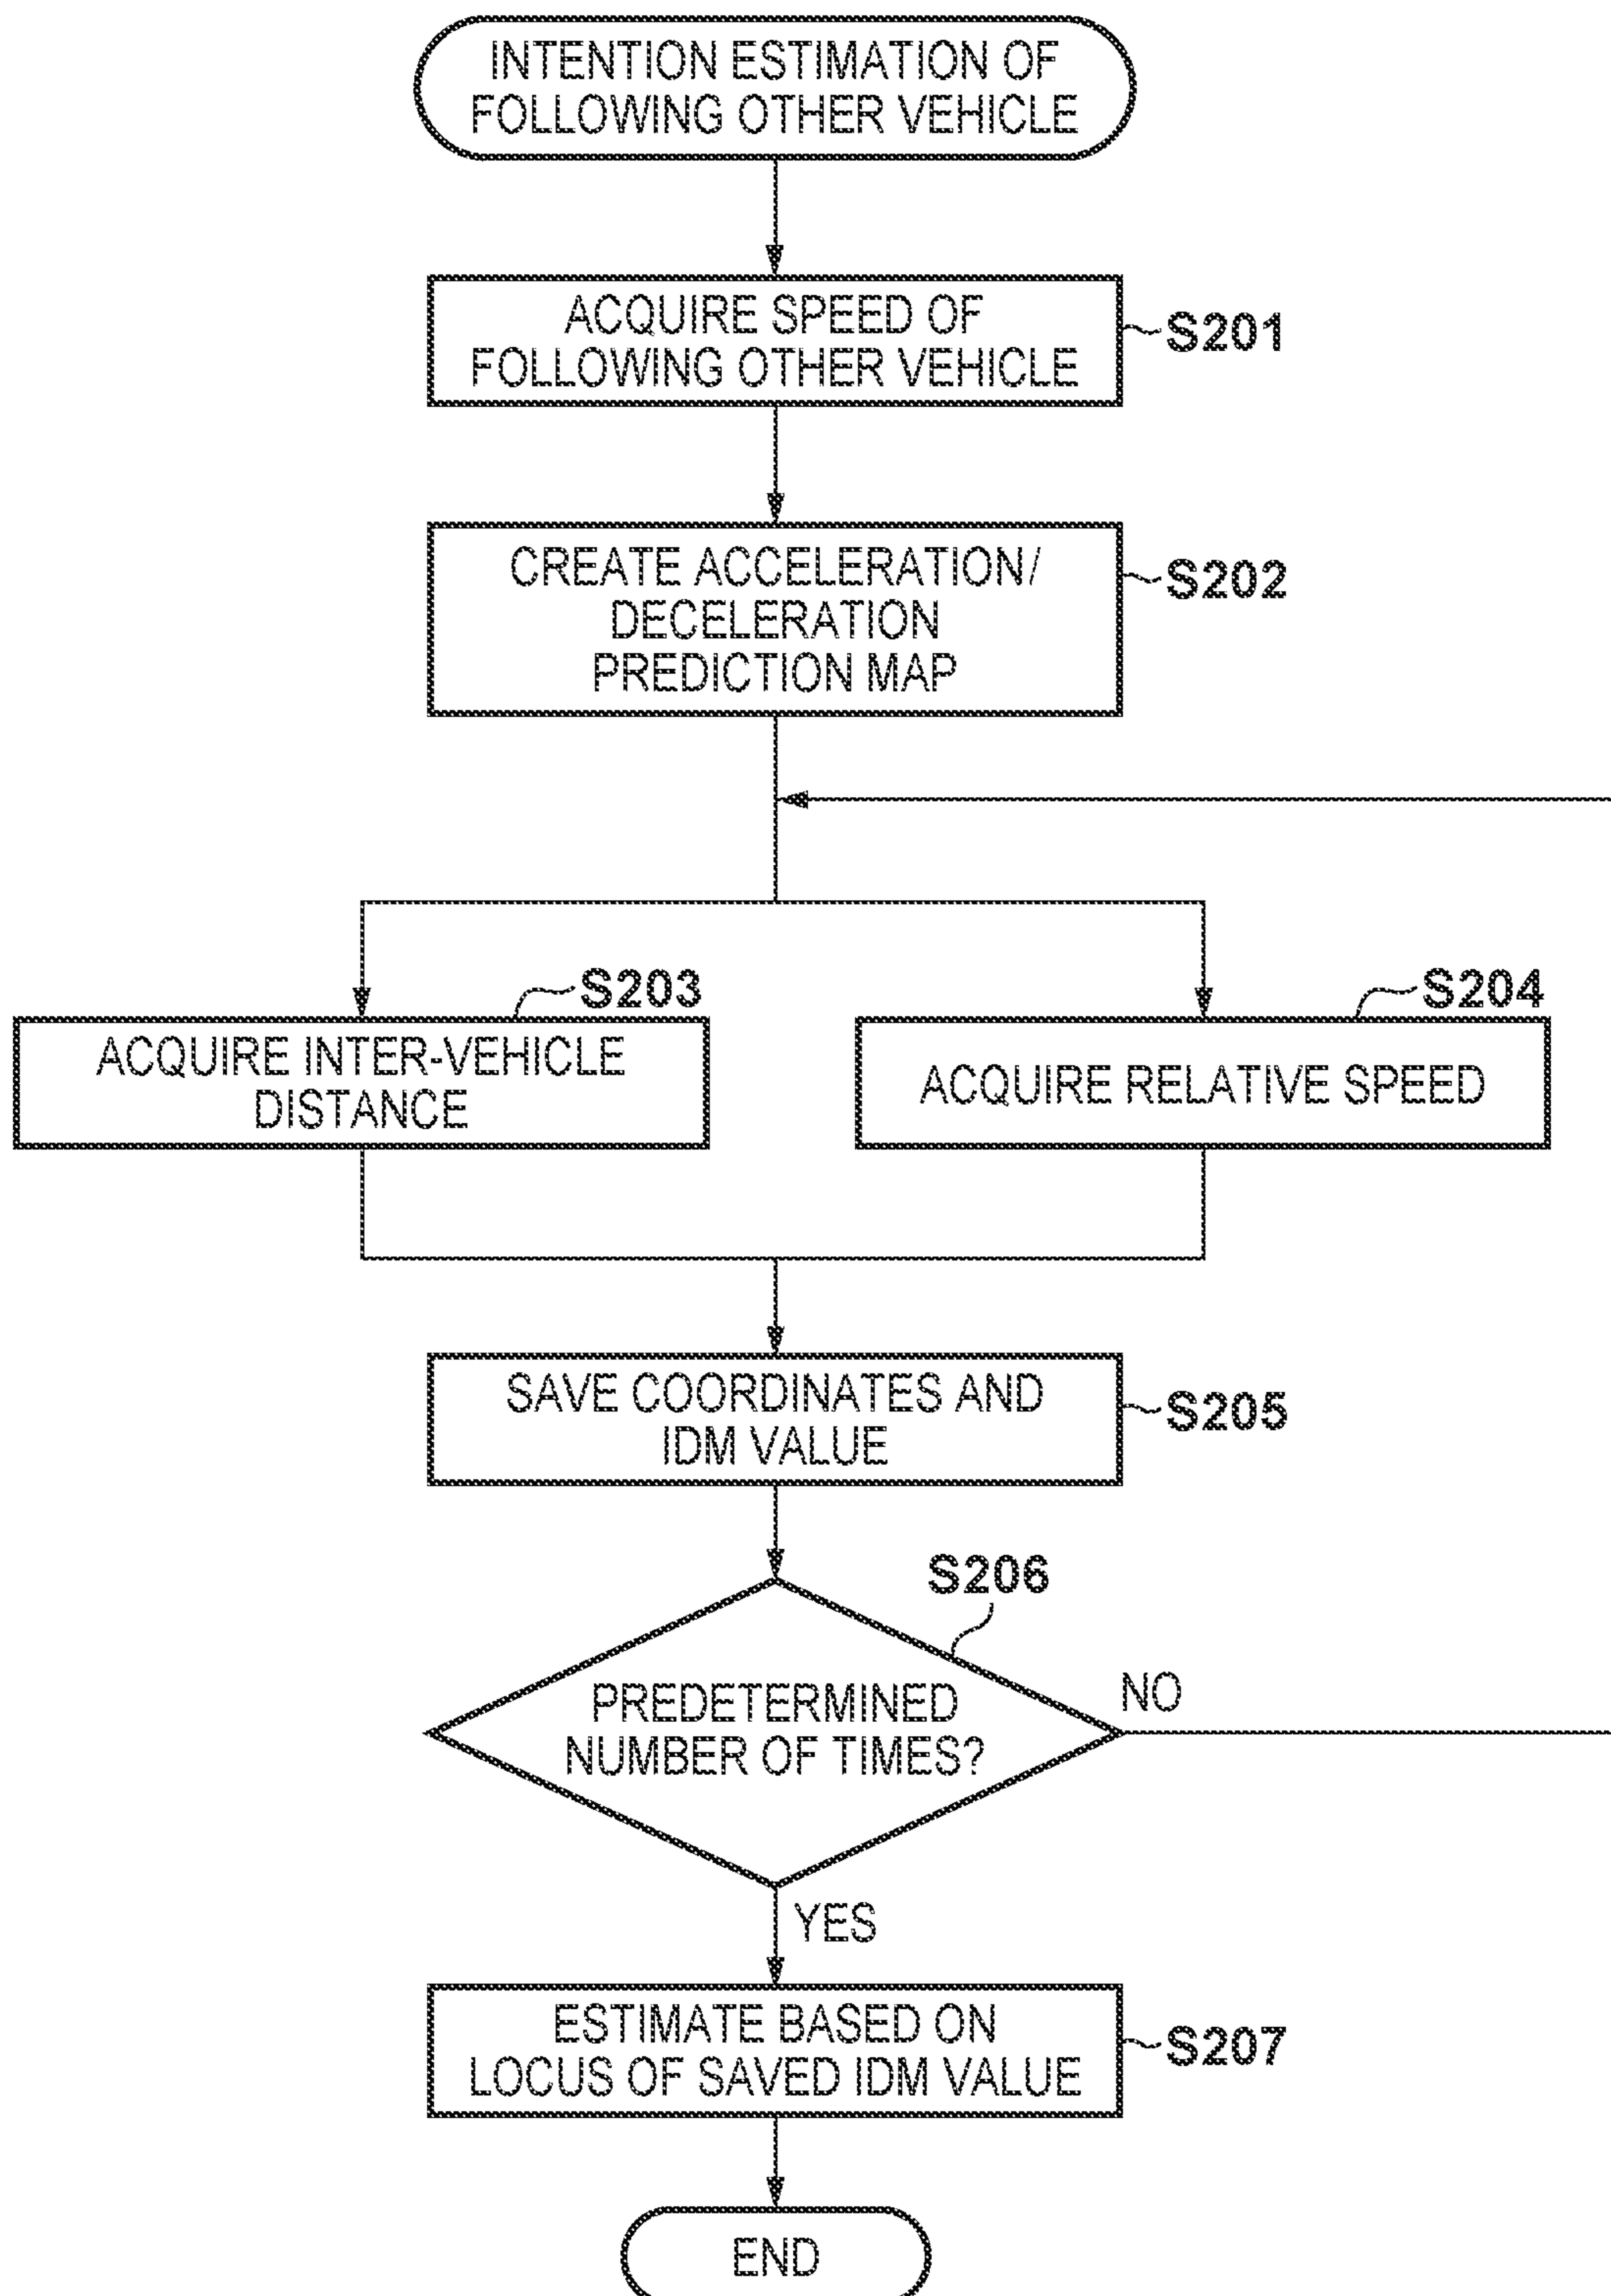 INTENTION ESTIMATION OF
FOLLOWING OTHER VEHICLE
ACQUIRE SPEED OF
FOLLOWING OTHER VEHICLE
S201
CREATE ACCELERATION/
DECELERATION
PREDICTION MAP
S202
S203
ACQUIRE INTER-VEHICLE
DISTANCE
S204
ACQUIRE RELATIVE SPEED
SAVE COORDINATES AND
IDM VALUE
S205
S206
PREDETERMINED
NUMBER OF TIMES?
NO
YES
ESTIMATE BASED ON
LOCUS OF SAVED IDM VALUE
S207
END